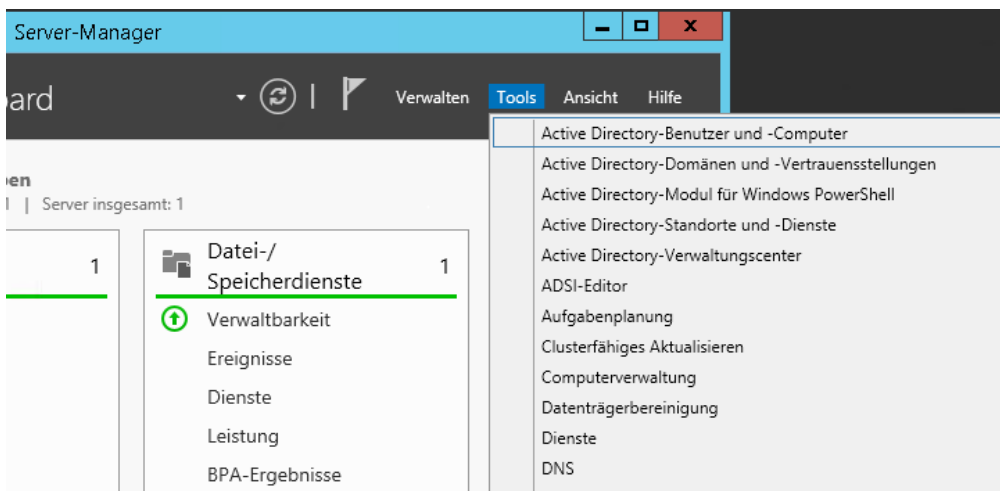 Server-Manager
Verwalten Tools Ansicht Hilfe
Active Directory-Benutzer und -Computer
Active Directory-Domänen und -Vertrauensstellungen
Active Directory-Modul für Windows PowerShell
Active Directory-Standorte und -Dienste
Active Directory-Verwaltungscenter
ADSI-Editor
Aufgabenplanung
Clusterfähiges Aktualisieren
Computerverwaltung
Datenträgerbereinigung
Dienste
DNS
| Server insgesamt: 1
1
Datei-/
Speicherdienste 1
Verwaltbarkeit
Ereignisse
Dienste
Leistung
BPA-Ergebnisse